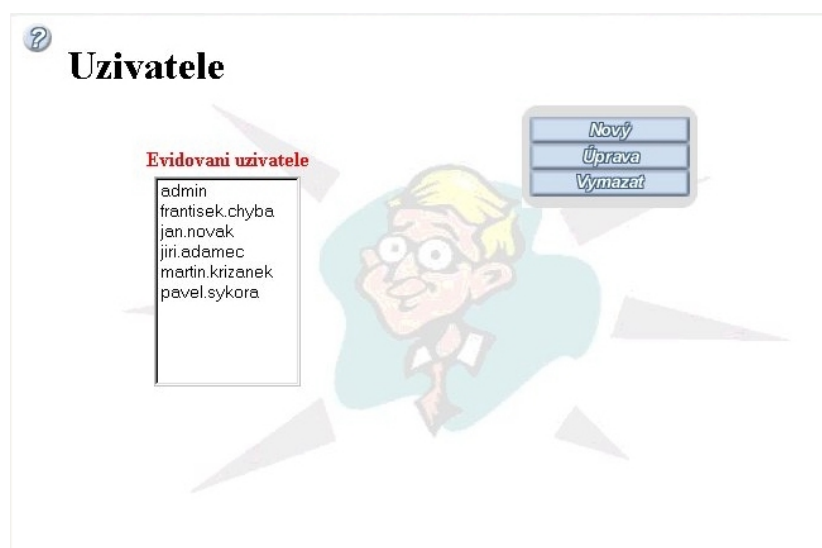 ?
Uzivatele
Nový
Úprava
Vymazat
Evidovani uzivatele
admin
frantisek.chyba
jan.novak
jiri.adamec
martin.krizanek
pavel.sykora